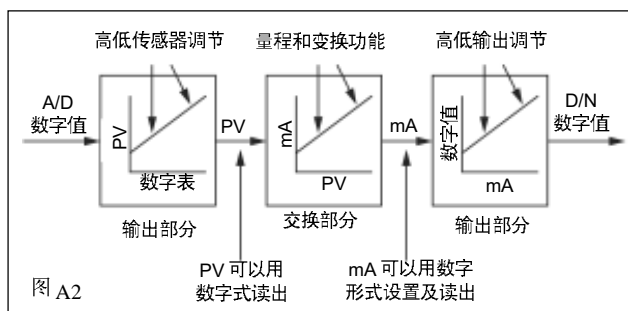 高低传感器调节
量程和变换功能
高低输出调节
A/D
数字值
PV
数字表
PV
mA
PV
mA
数字值
mA
D/N
数字值
输出部分
交换部分
输出部分
PV 可以用
数字式读出
mA 可以用数字
形式设置及读出
图 A2